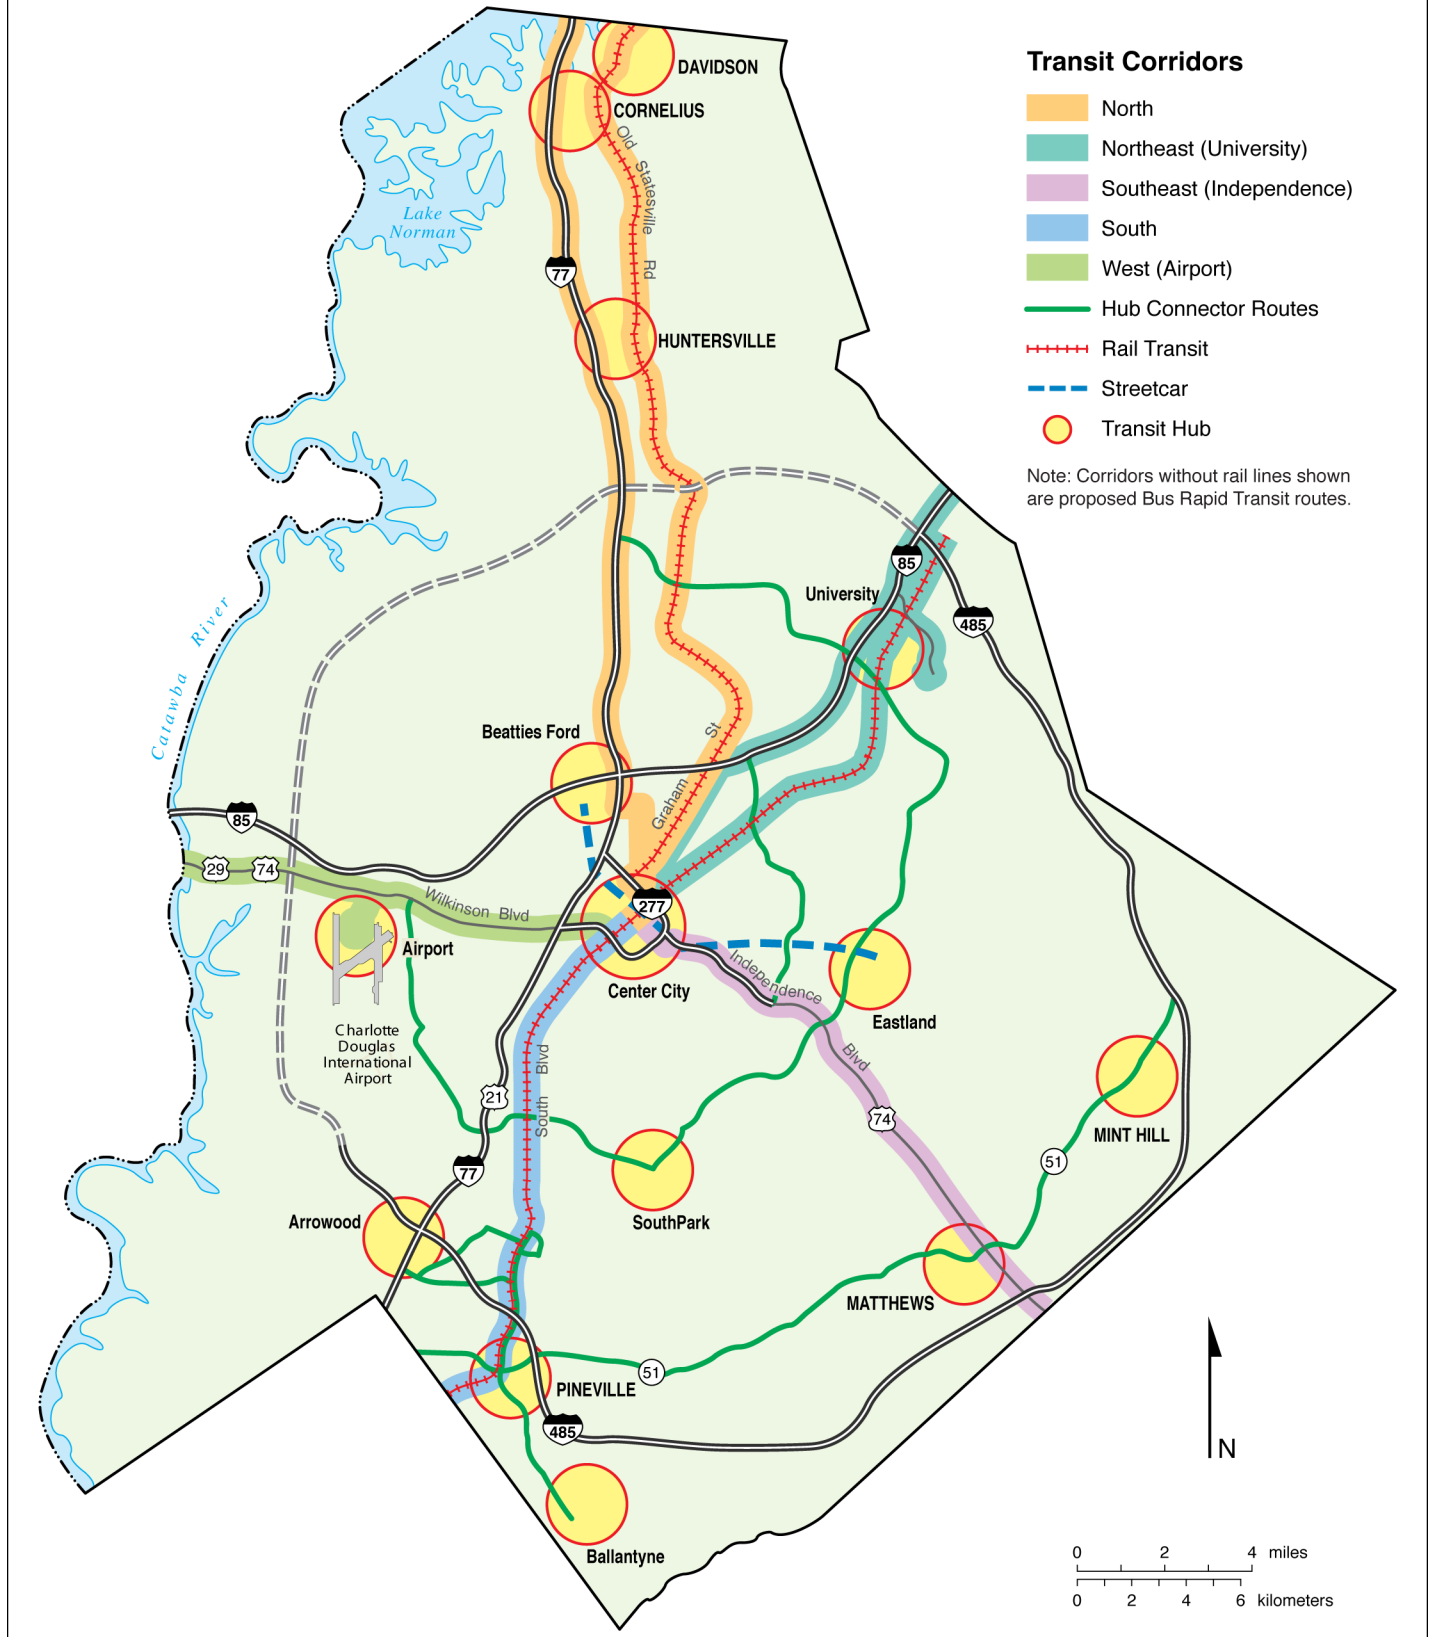 Transit Corridors
North
Northeast (University)
Southeast (Independence)
South
West (Airport)
Hub Connector Routes
Rail Transit
Streetcar
Transit Hub
Note: Corridors without rail lines shown
are proposed Bus Rapid Transit routes.
DAVIDSON
CORNELIUS
Old Statesville Rd
Lake
Norman
77
HUNTERSVILLE
85
University
485
Catawba River
Beatties Ford
Graham St
85
29
74
Wilkinson Blvd
277
Airport
Center City
Independence Blvd
Eastland
Charlotte
Douglas
International
Airport
South Blvd
21
74
MINT HILL
51
77
Arrowood
SouthPark
MATTHEWS
51
PINEVILLE
485
Ballantyne
N
0 2 4 miles
0 2 4 6 kilometers